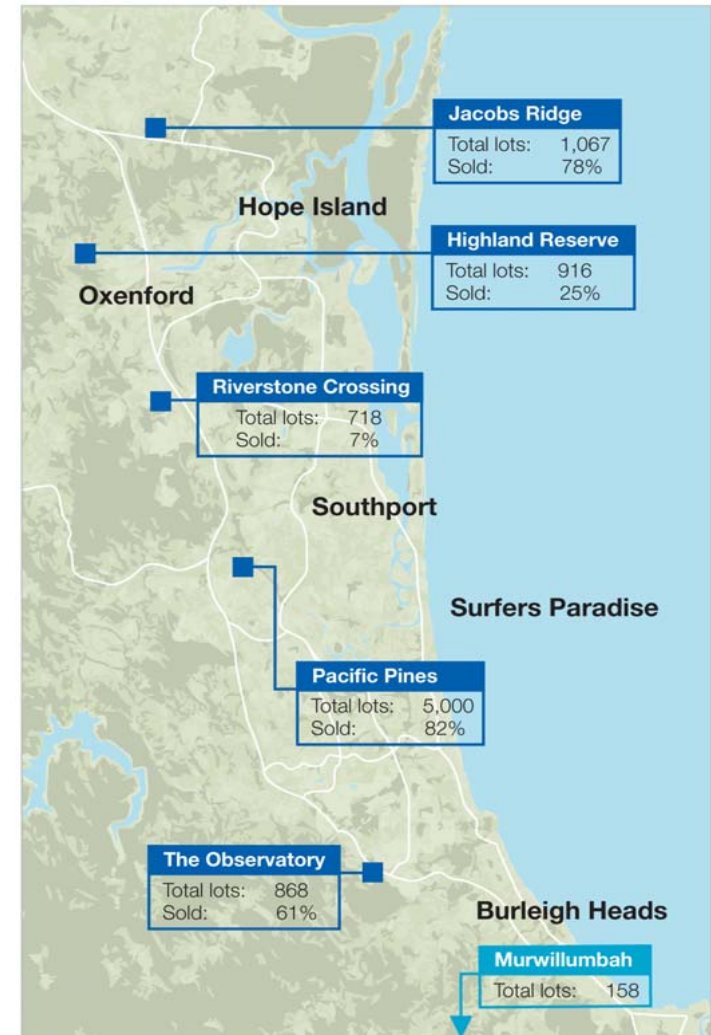 Jacobs Ridge
Total lots: 1,067
Sold: 78%
Hope Island
Highland Reserve
Total lots: 916
Sold: 25%
Oxenford
Riverstone Crossing
Total lots: 718
Sold: 7%
Southport
Surfers Paradise
Pacific Pines
Total lots: 5,000
Sold: 82%
The Observatory
Total lots: 868
Sold: 61%
Burleigh Heads
Murwillumbah
Total lots: 158